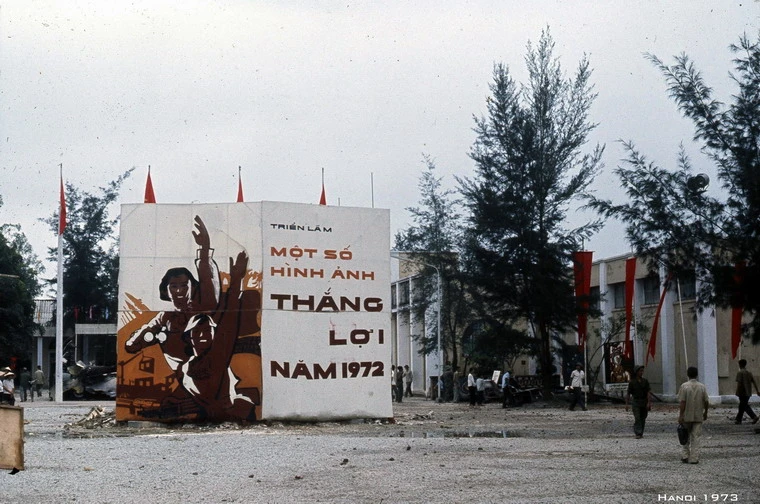 TRIỂN LÃM
MỘT SỐ
HÌNH ẢNH
THẮNG
LỢI
NĂM 1972
HANOI 1973